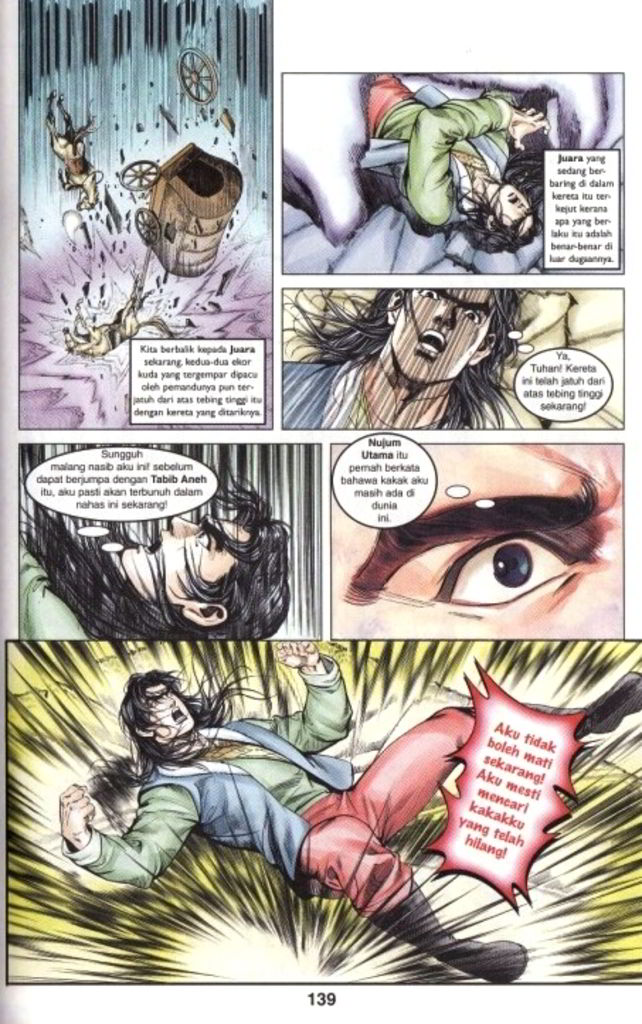 Kita berbalik kepada Juara
sekarang, kedua-dua ekor
kuda yang tergempar dipacu
oleh pemandunya pun ter-
jatuh dari atas tebing tinggi itu
dengan kereta yang ditariknya.
Juara yang
sedang ber-
baring di dalam
kereta itu ter-
kejut kerana
apa yang ber-
laku itu adalah
benar-benar di
luar dugaannya.
Ya,
Tuhan! Kereta
ini telah jatuh dari
atas tebing tinggi
sekarang!
Sungguh
malang nasib aku ini! sebelum
dapat berjumpa dengan Tabib Aneh
itu, aku pasti akan terbunuh dalam
nahas ini sekarang!
Nujum
Utama itu
pernah berkata
bahawa kakak aku
masih ada di
dunia
ini.
Aku tidak
boleh mati
sekarang!
Aku mesti
mencari
kakakku
yang telah
hilang!
139